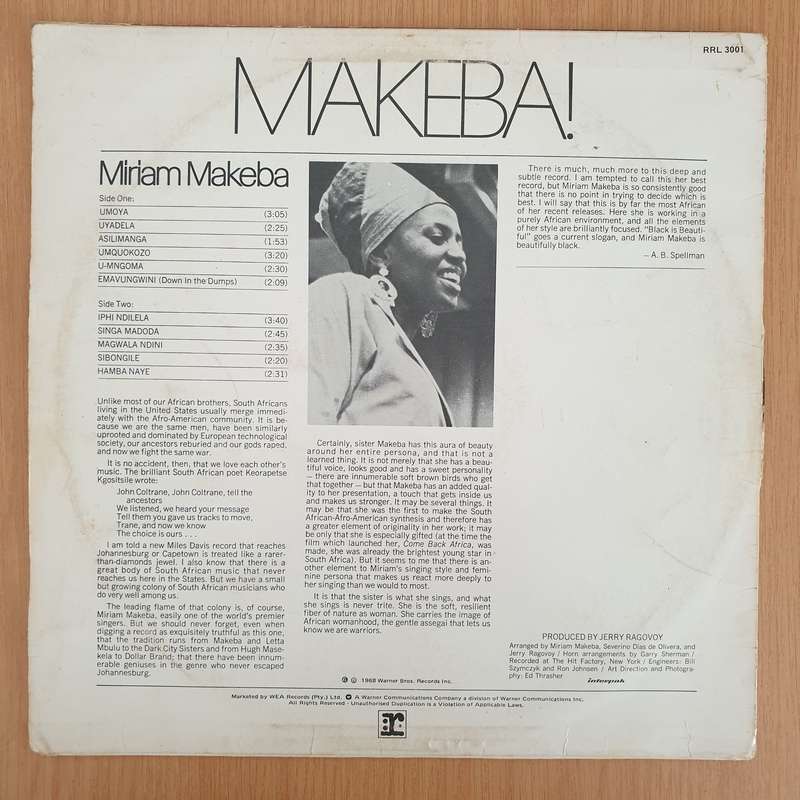 RRL 3001
MAKEBA!
Miriam Makeba
Side One:
UMOYA (3:05)
UYADELA (2:25)
ASILIMANGA (1:53)
UMQUOKOZO (3:20)
U-MNGOMA (2:30)
EMAVUNGWINI (Down In the Dumps) (2:09)
Side Two:
IPHI NDILELA (3:40)
SINGA MADODA (2:45)
MAGWALA NDINI (2:35)
SIBONGILE (2:20)
HAMBA NAYE (2:31)
Unlike most of our African brothers, South Africans
living in the United States usually merge immedi-
ately with the Afro-American community. It is be-
cause we are the same men, have been similarly
uprooted and dominated by European technological
society, our ancestors reburied and our gods raped,
and now we fight the same war.
It is no accident, then, that we love each other's
music. The brilliant South African poet Keorapetse
Kgositsile wrote:
John Coltrane, John Coltrane, tell the
ancestors
We listened, we heard your message
Tell them you gave us tracks to move,
Trane, and now we know
The choice is ours . . .
I am told a new Miles Davis record that reaches
Johannesburg or Capetown is treated like a rarer-
than-diamonds jewel. I also know that there is a
great body of South African music that never
reaches us here in the States. But we have a small
but growing colony of South African musicians who
do very well among us.
The leading flame of that colony is, of course,
Miriam Makeba, easily one of the world's premier
singers. But we should never forget, even when
digging a record as exquisitely truthful as this one,
that the tradition runs from Makeba and Letta
Mbulu to the Dark City Sisters and from Hugh Mase-
kela to Dollar Brand; that there have been innum-
erable geniuses in the genre who never escaped
Johannesburg.
Certainly, sister Makeba has this aura of beauty
around her entire persona, and that is not a
learned thing. It is not merely that she has a beau-
tiful voice, looks good and has a sweet personality
– there are innumerable soft brown birds who get
that together – but that Makeba has an added qual-
ity to her presentation, a touch that gets inside us
and makes us stronger. It may be several things. It
may be that she was the first to make the South
African-Afro-American synthesis and therefore has
a greater element of originality in her work; it may
be only that she is especially gifted (at the time the
film which launched her, Come Back Africa, was
made, she was already the brightest young star in
South Africa). But it seems to me that there is an-
other element to Miriam's singing style and femi-
nine persona that makes us react more deeply to
her singing than we would to most.
It is that the sister is what she sings, and what
she sings is never trite. She is the soft, resilient
fiber of nature as woman. She carries the image of
African womanhood, the gentle assegai that lets us
know we are warriors.
There is much, much more to this deep and
subtle record. I am tempted to call this her best
record, but Miriam Makeba is so consistently good
that there is no point in trying to decide which is
best. I will say that this is by far the most African
of her recent releases. Here she is working in a
purely African environment, and all the elements
of her style are brilliantly focused. "Black is Beauti-
ful" goes a current slogan, and Miriam Makeba is
beautifully black.
– A. B. Spellman
PRODUCED BY JERRY RAGOVOY
Arranged by Miriam Makeba, Severino Dias de Olivera, and
Jerry Ragovoy / Horn arrangements by Garry Sherman /
Recorded at The Hit Factory, New York / Engineers: Bill
Szymczyk and Ron Johnsen / Art Direction and Photogra-
phy: Ed Thrasher
interpak
℗ © 1968 Warner Bros. Records Inc.
Marketed by WEA Records (Pty.) Ltd. A Warner Communications Company a division of Warner Communications Inc.
All Rights Reserved - Unauthorised Duplication is a Violation of Applicable Laws.
r